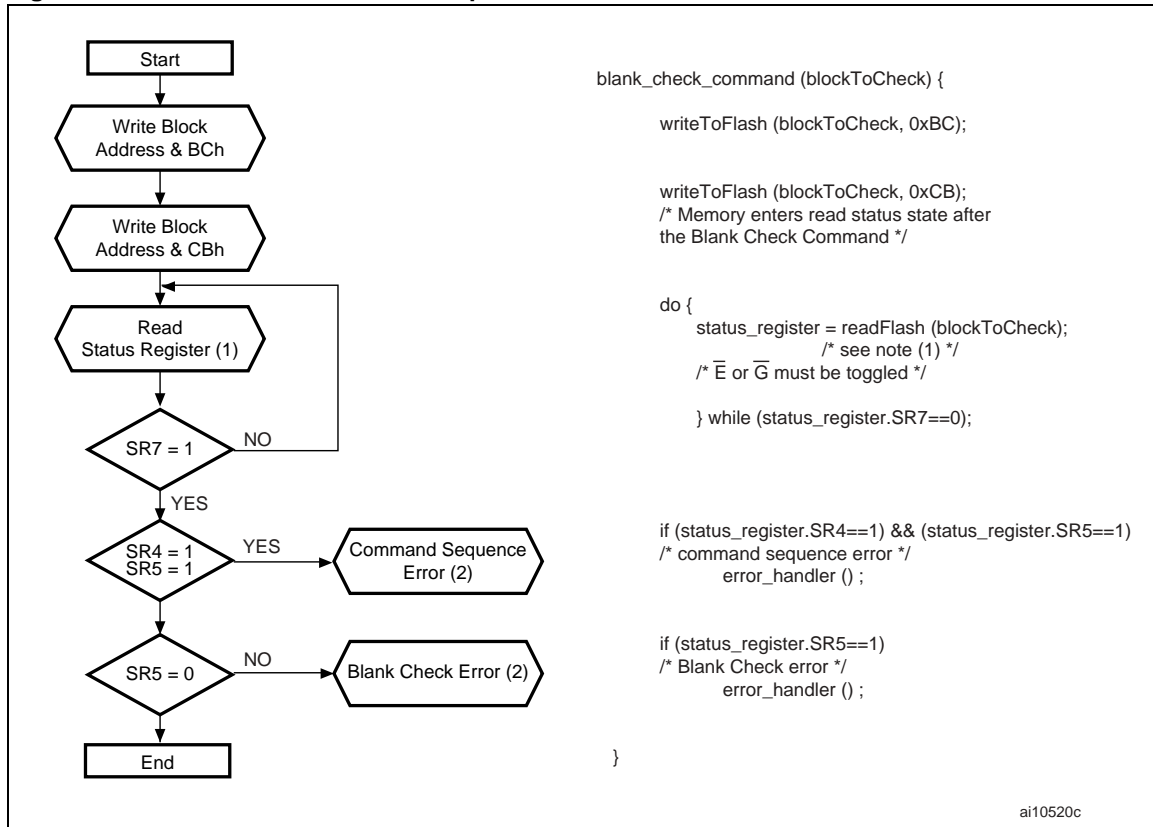 Start
Write Block
Address & BCh
Write Block
Address & CBh
Read
Status Register (1)
SR7 = 1
NO
YES
SR4 = 1
SR5 = 1
YES
Command Sequence
Error (2)
SR5 = 0
NO
Blank Check Error (2)
End
blank_check_command (blockToCheck) {
writeToFlash (blockToCheck, 0xBC);
writeToFlash (blockToCheck, 0xCB);
/* Memory enters read status state after
the Blank Check Command */
do {
status_register = readFlash (blockToCheck);
/* see note (1) */
/* E̅ or G̅ must be toggled */
} while (status_register.SR7==0);
if (status_register.SR4==1) && (status_register.SR5==1)
/* command sequence error */
error_handler () ;
if (status_register.SR5==1)
/* Blank Check error */
error_handler () ;
}
ai10520c